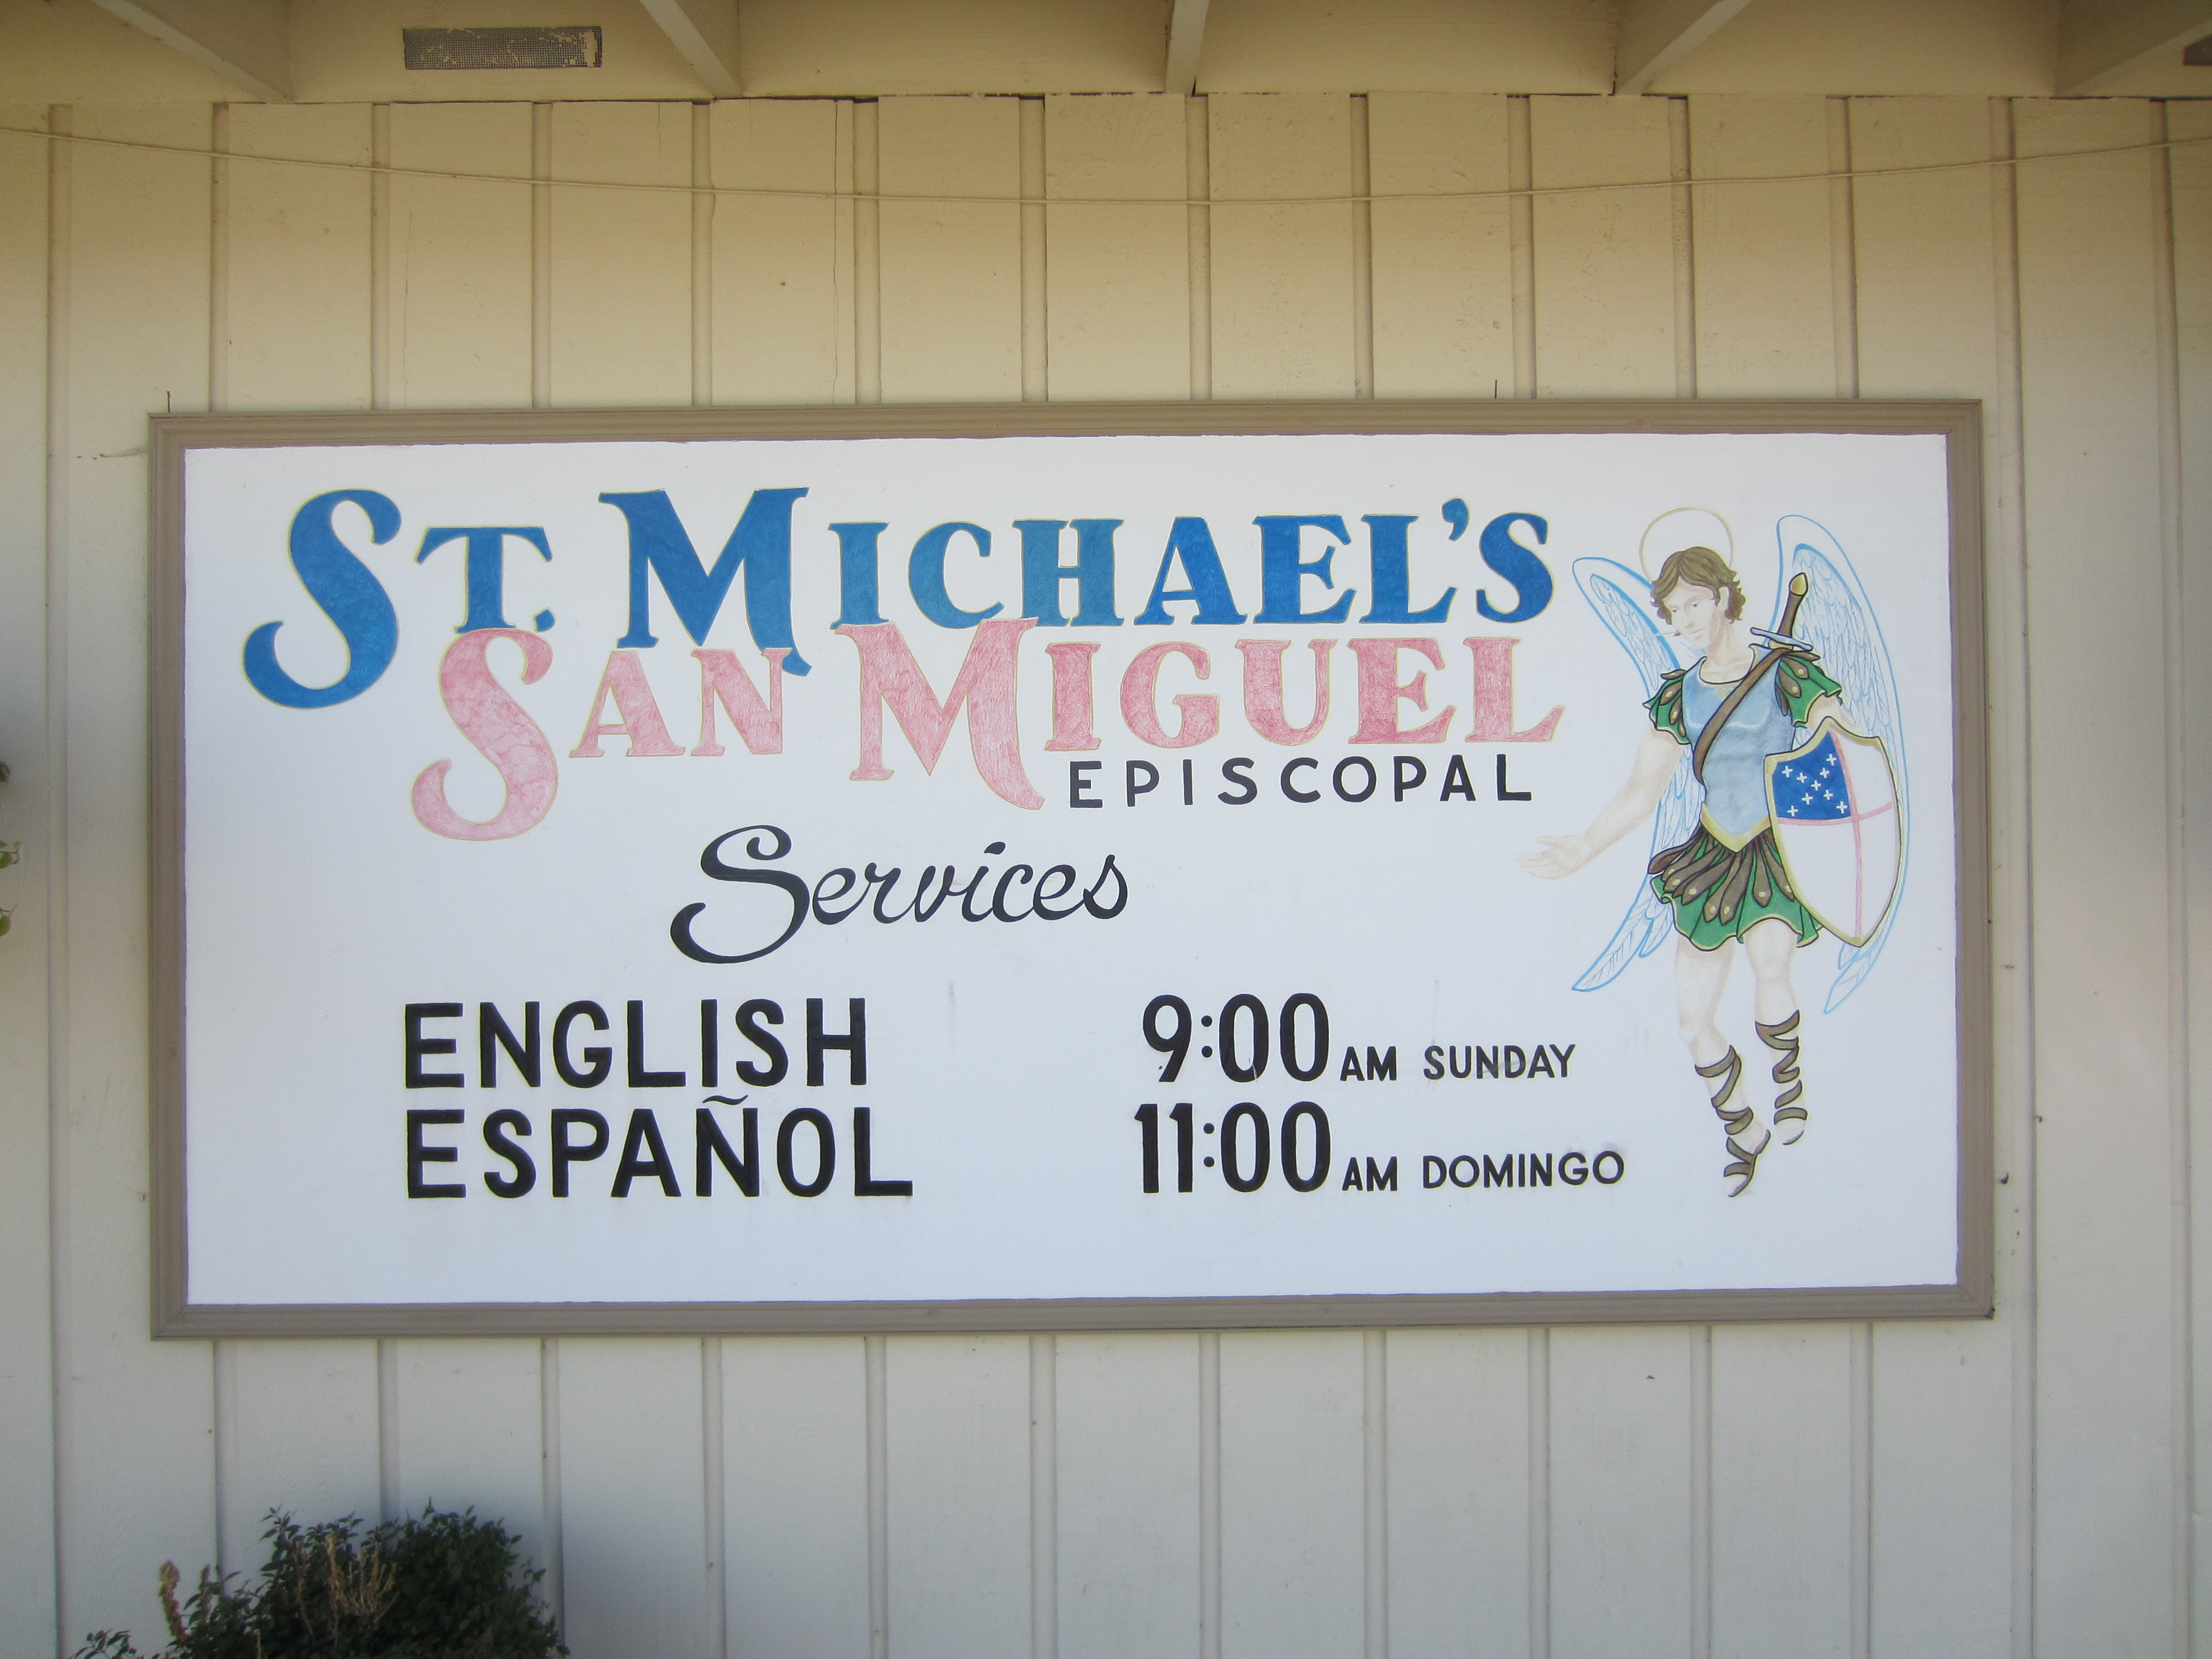 ST. MICHAEL'S
SAN MIGUEL
EPISCOPAL
Services
ENGLISH 9:00 AM SUNDAY
ESPAÑOL 11:00 AM DOMINGO